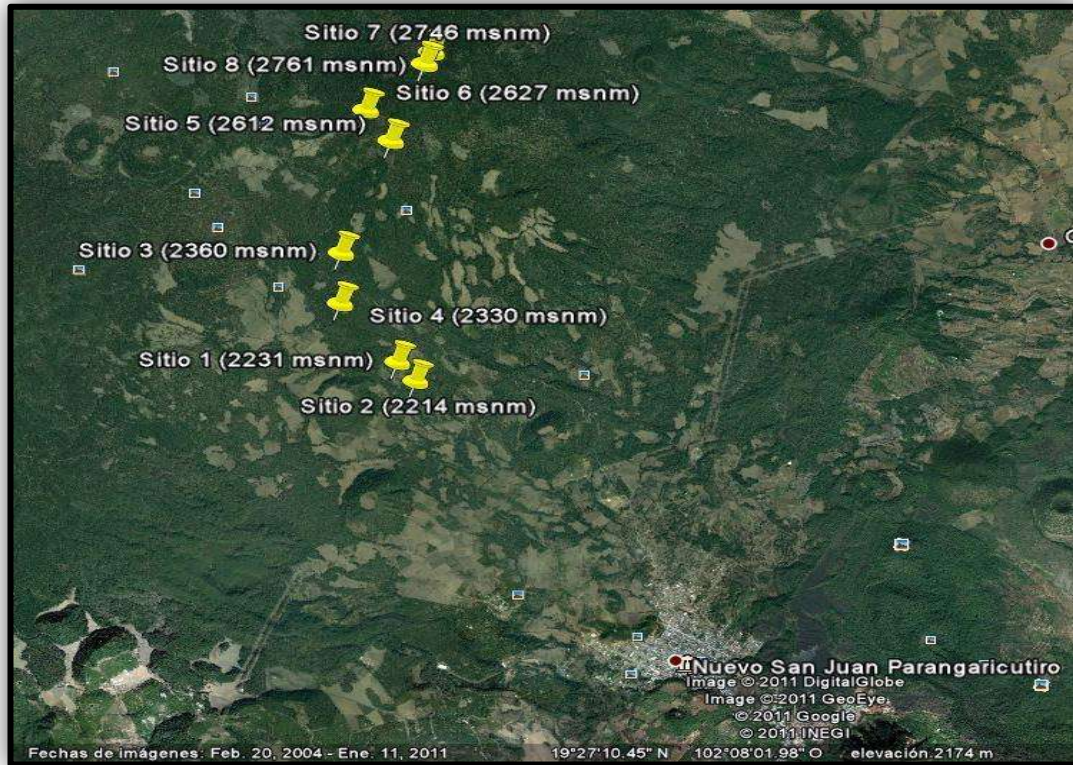 Sitio 7 (2746 msnm)
Sitio 8 (2761 msnm)
Sitio 6 (2627 msnm)
Sitio 5 (2612 msnm)
Sitio 3 (2360 msnm)
Sitio 4 (2330 msnm)
Sitio 1 (2231 msnm)
Sitio 2 (2214 msnm)
Nuevo San Juan Parangaricutiro
Image © 2011 DigitalGlobe
Image © 2011 GeoEye
© 2011 Google
© 2011 INEGI
Fechas de imágenes: Feb. 20, 2004 - Ene. 11, 2011 19°27'10.45" N 102°08'01.98" O elevación 2174 m